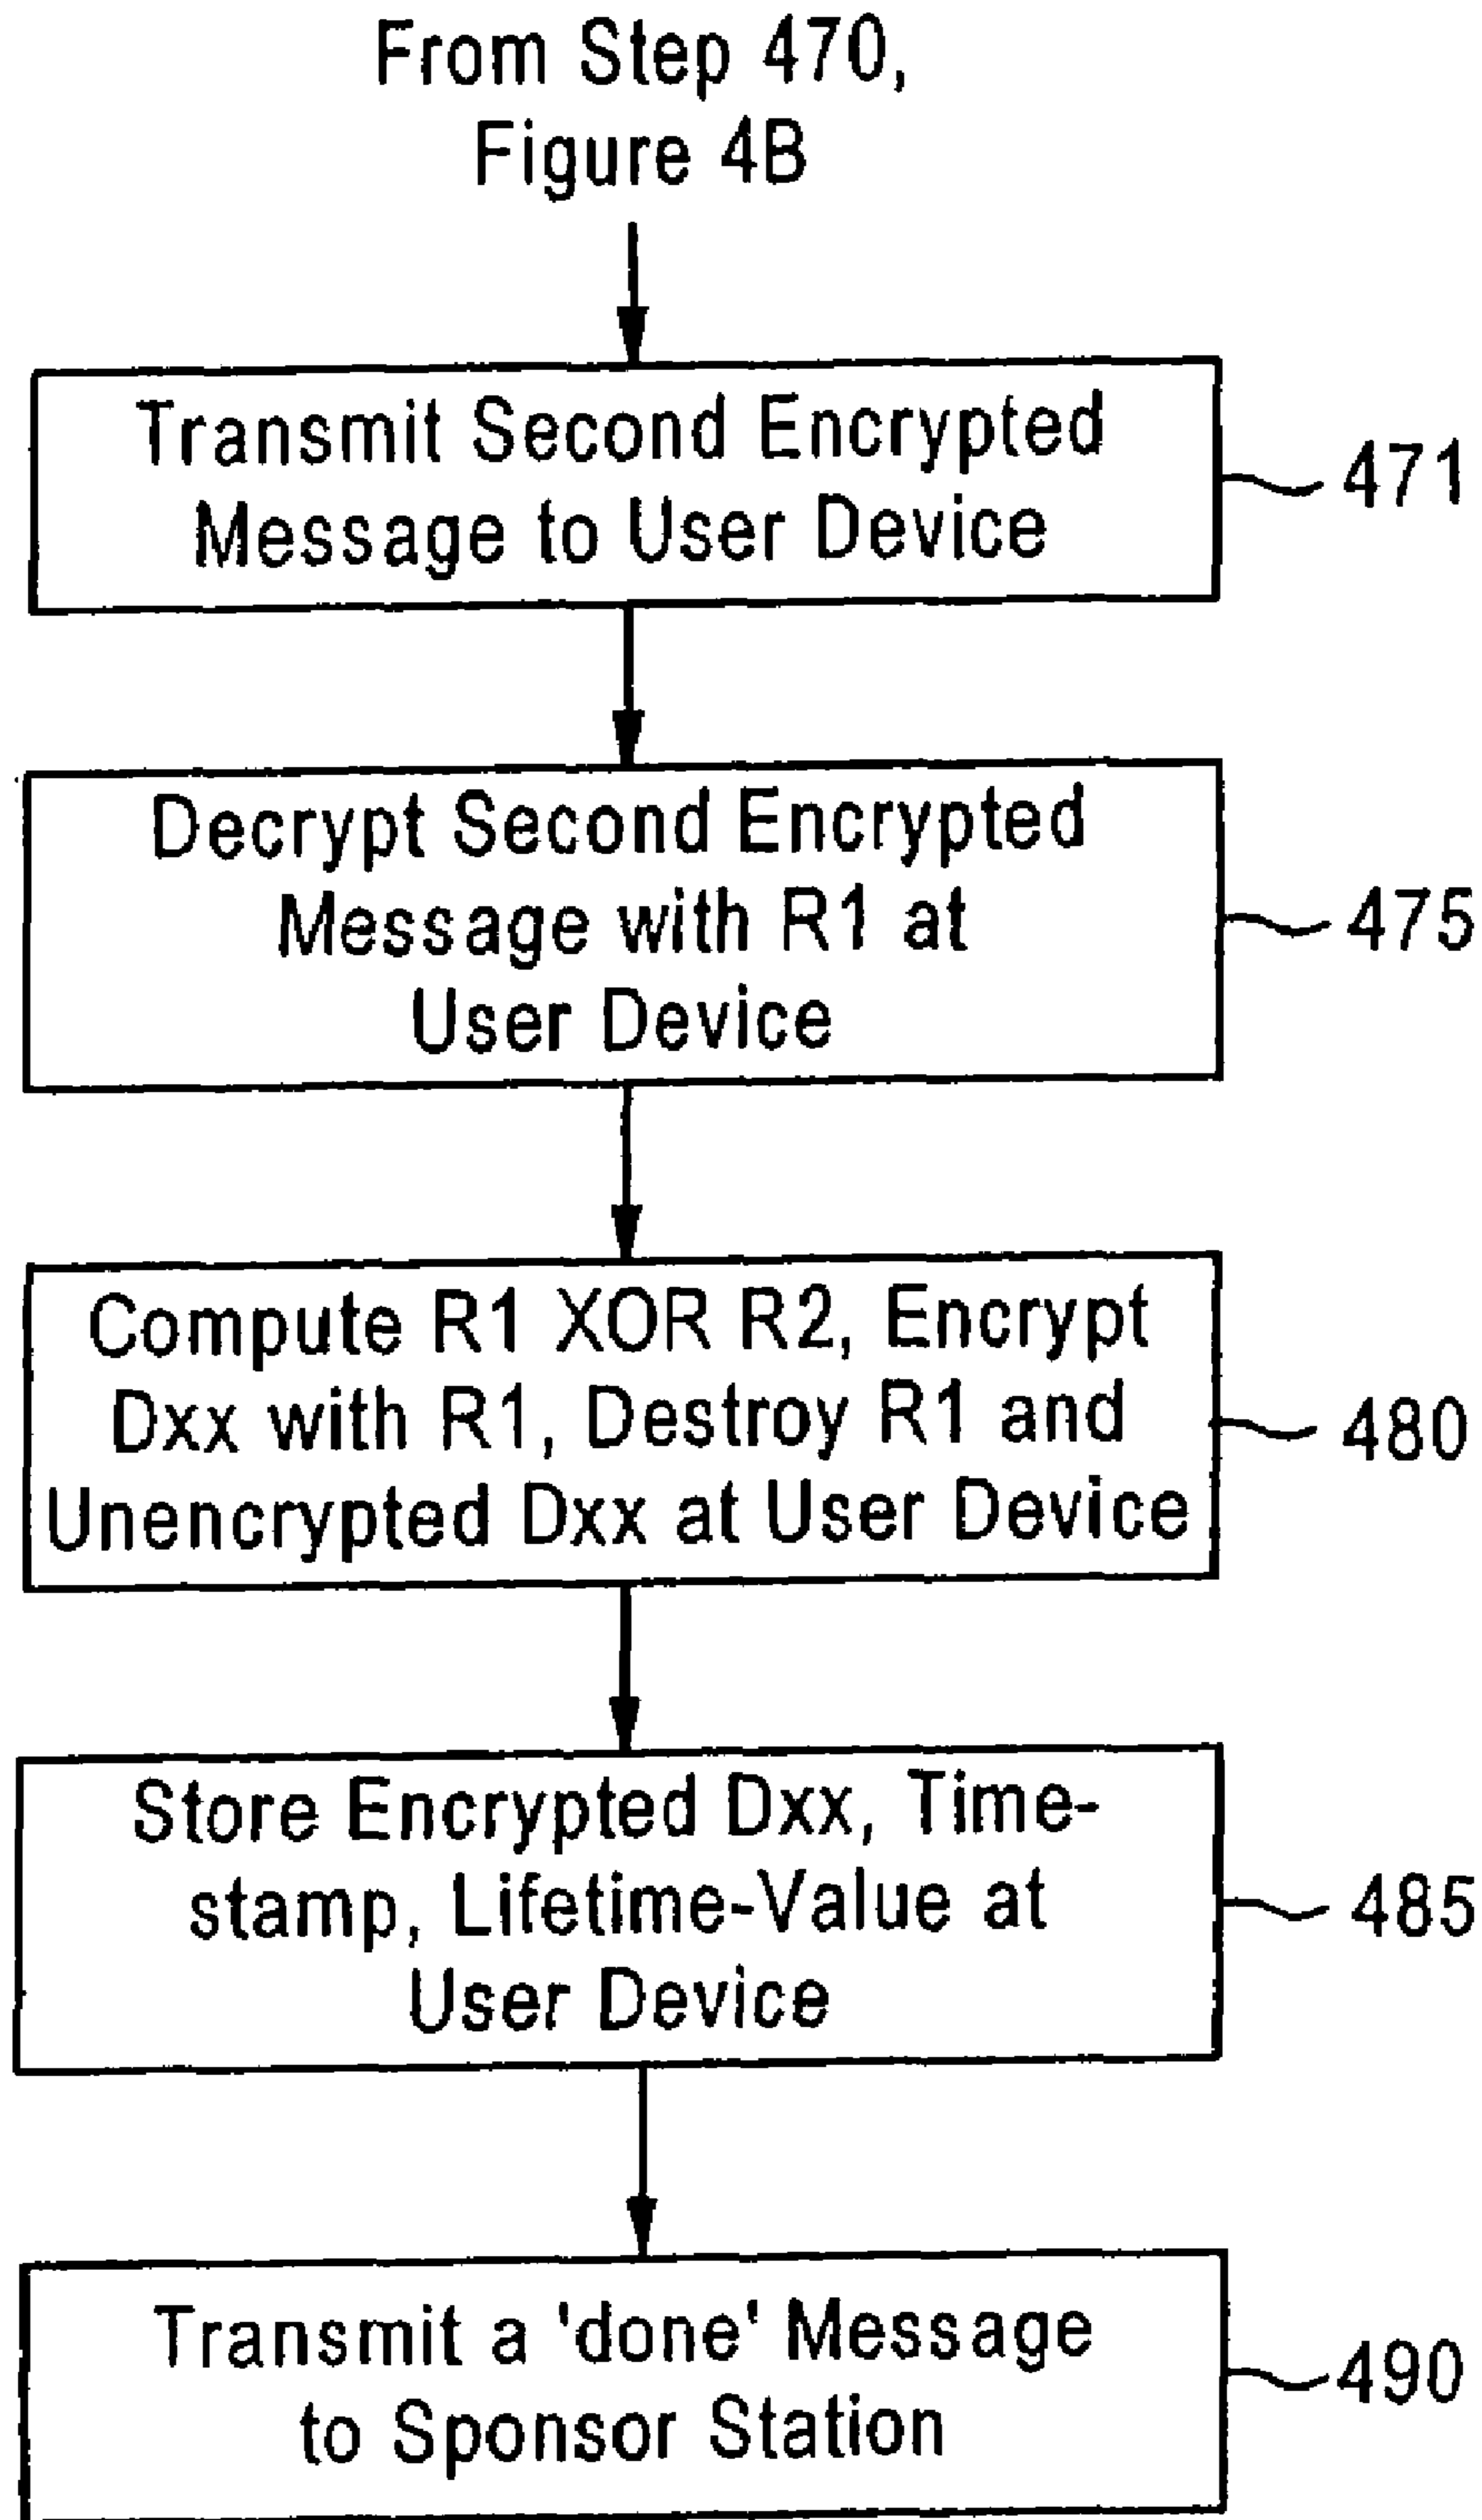 From Step 470,
Figure 4B
Transmit Second Encrypted
Message to User Device
471
Decrypt Second Encrypted
Message with R1 at
User Device
475
Compute R1 XOR R2, Encrypt
Dxx with R1, Destroy R1 and
Unencrypted Dxx at User Device
480
Store Encrypted Dxx, Time-
stamp, Lifetime-Value at
User Device
485
Transmit a 'done' Message
to Sponsor Station
490